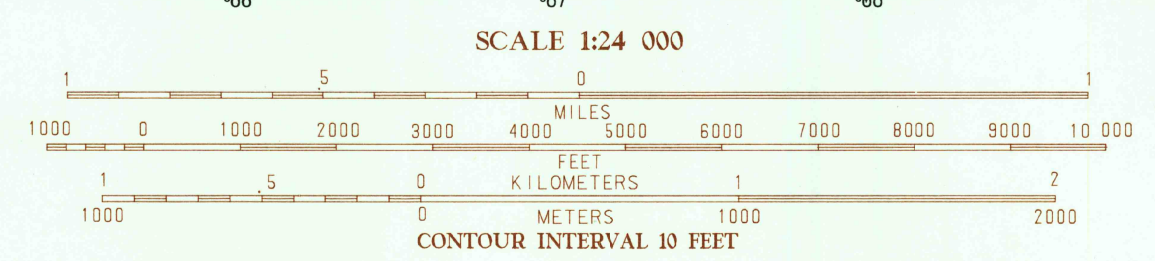 SCALE 1:24 000
1 .5 0 1
MILES
1000 0 1000 2000 3000 4000 5000 6000 7000 8000 9000 10 000
FEET
1 .5 0 KILOMETERS 1 2
1000 0 METERS 1000 2000
CONTOUR INTERVAL 10 FEET